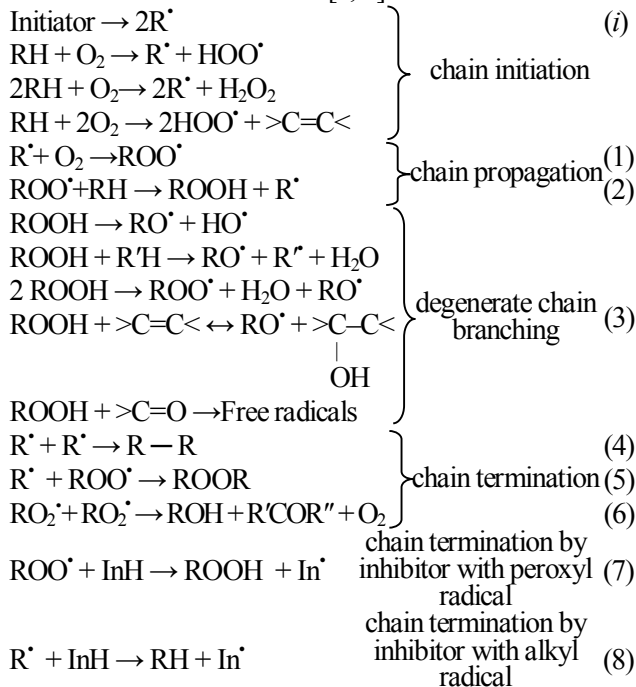 Initiator → 2R• (i)
RH + O₂ → R• + HOO•
2RH + O₂→ 2R• + H₂O₂
RH + 2O₂→ 2HOO• + >C=C<
chain initiation
R•+ O₂ →ROO• (1)
ROO•+RH → ROOH + R• (2)
chain propagation
ROOH → RO• + HO•
ROOH + R'H → RO• + R'• + H₂O
2 ROOH → ROO• + H₂O + RO•
ROOH + >C=C< ↔ RO• + >C–C<
|
OH
ROOH + >C=O →Free radicals
degenerate chain
branching
(3)
R• + R• → R — R (4)
R• + ROO• → ROOR (5)
RO₂•+ RO₂• → ROH + R'COR" + O₂ (6)
chain termination
ROO• + InH → ROOH + In•
chain termination by
inhibitor with peroxyl
radical
(7)
R• + InH → RH + In•
chain termination by
inhibitor with alkyl
radical
(8)